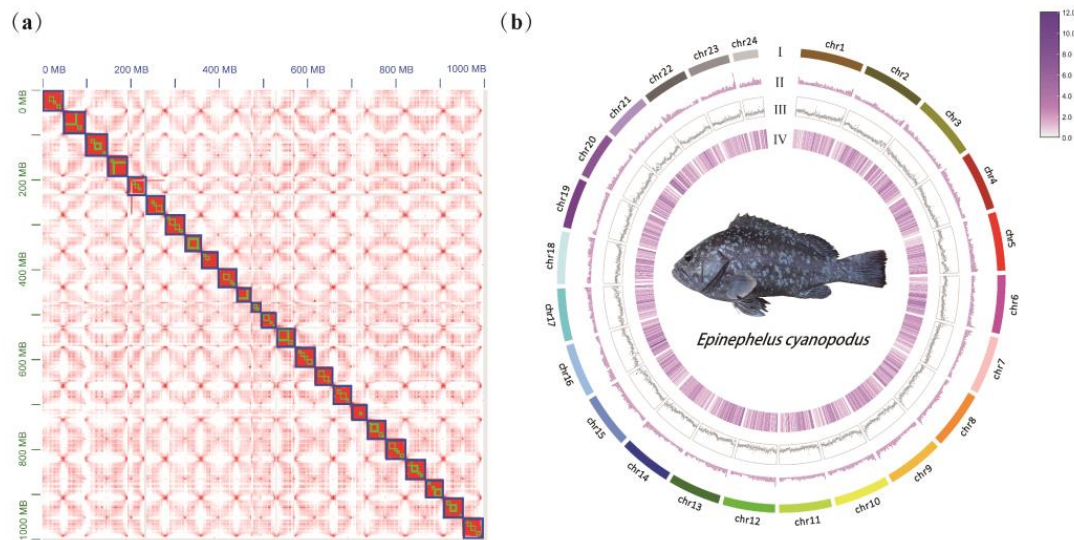 (a)
0 MB 200 MB 400 MB 600 MB 800 MB 1000 MB
0 MB
200 MB
400 MB
600 MB
800 MB
1000 MB
(b)
I
II
III
IV
chr1
chr2
chr3
chr4
chr5
chr6
chr7
chr8
chr9
chr10
chr11
chr12
chr13
chr14
chr15
chr16
chr17
chr18
chr19
chr20
chr21
chr22
chr23
chr24
Epinephelus cyanopodus
12.0
10.0
8.0
6.0
4.0
2.0
0.0